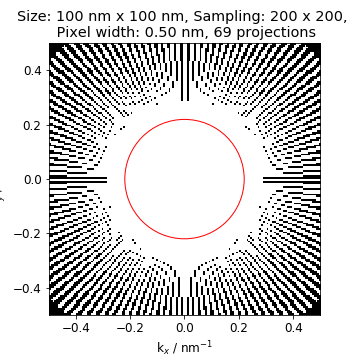 Size: 100 nm x 100 nm, Sampling: 200 x 200,
Pixel width: 0.50 nm, 69 projections
0.4
0.2
0.0
−0.2
−0.4
−0.4 −0.2 0.0 0.2 0.4
kₓ / nm⁻¹